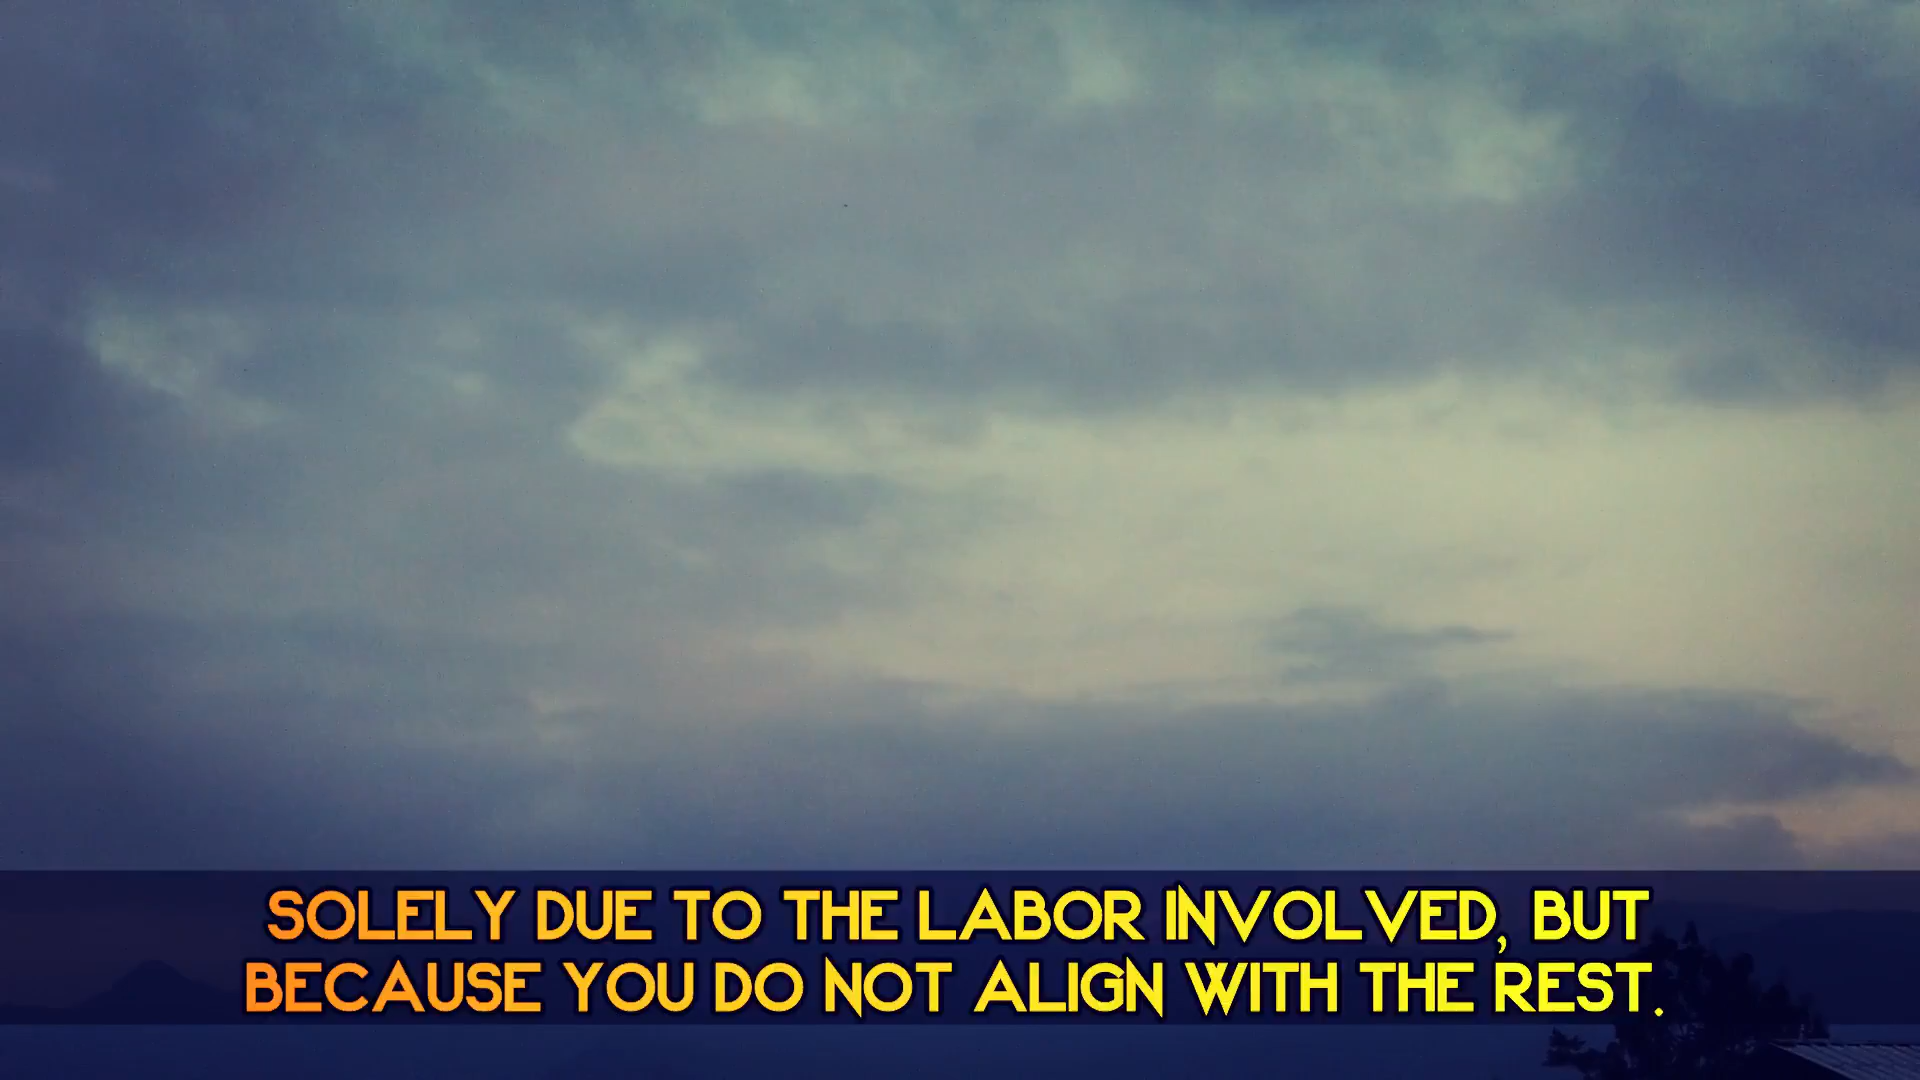 SOLELY DUE TO THE LABOR INVOLVED, BUT
BECAUSE YOU DO NOT ALIGN WITH THE REST.